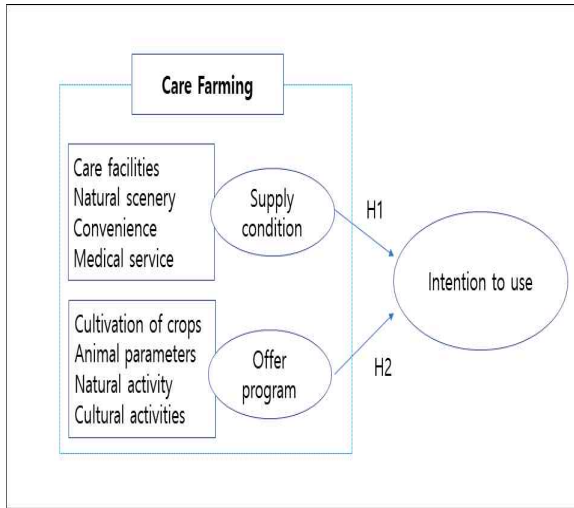 Care Farming
Care facilities
Natural scenery
Convenience
Medical service
Supply
condition
H1
Intention to use
Cultivation of crops
Animal parameters
Natural activity
Cultural activities
Offer
program
H2